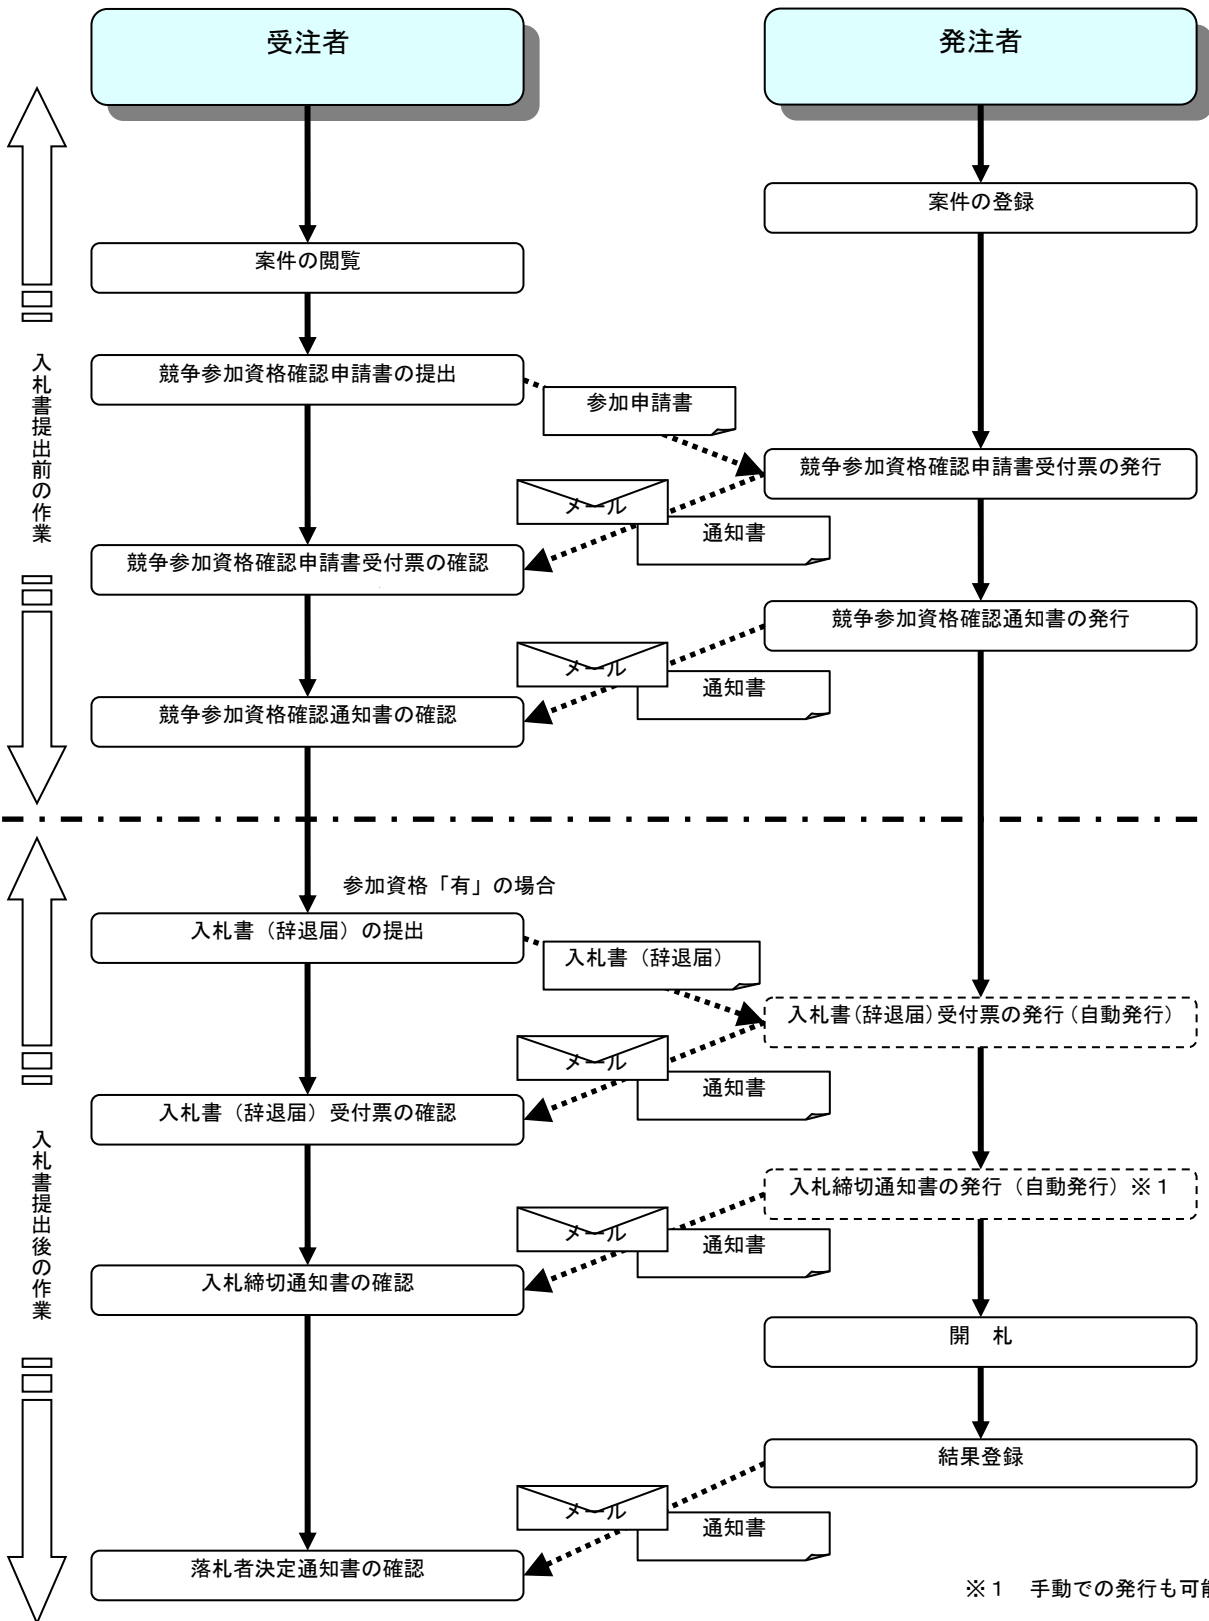 受注者
発注者
案件の登録
案件の閲覧
入札書提出前の作業
競争参加資格確認申請書の提出
参加申請書
競争参加資格確認申請書受付票の発行
メール
通知書
競争参加資格確認申請書受付票の確認
競争参加資格確認通知書の発行
メール
通知書
競争参加資格確認通知書の確認
参加資格「有」の場合
入札書提出後の作業
入札書（辞退届）の提出
入札書（辞退届）
入札書（辞退届）受付票の発行（自動発行）
メール
通知書
入札書（辞退届）受付票の確認
入札締切通知書の発行（自動発行）※１
メール
通知書
入札締切通知書の確認
開　札
結果登録
メール
通知書
落札者決定通知書の確認
※１　手動での発行も可能